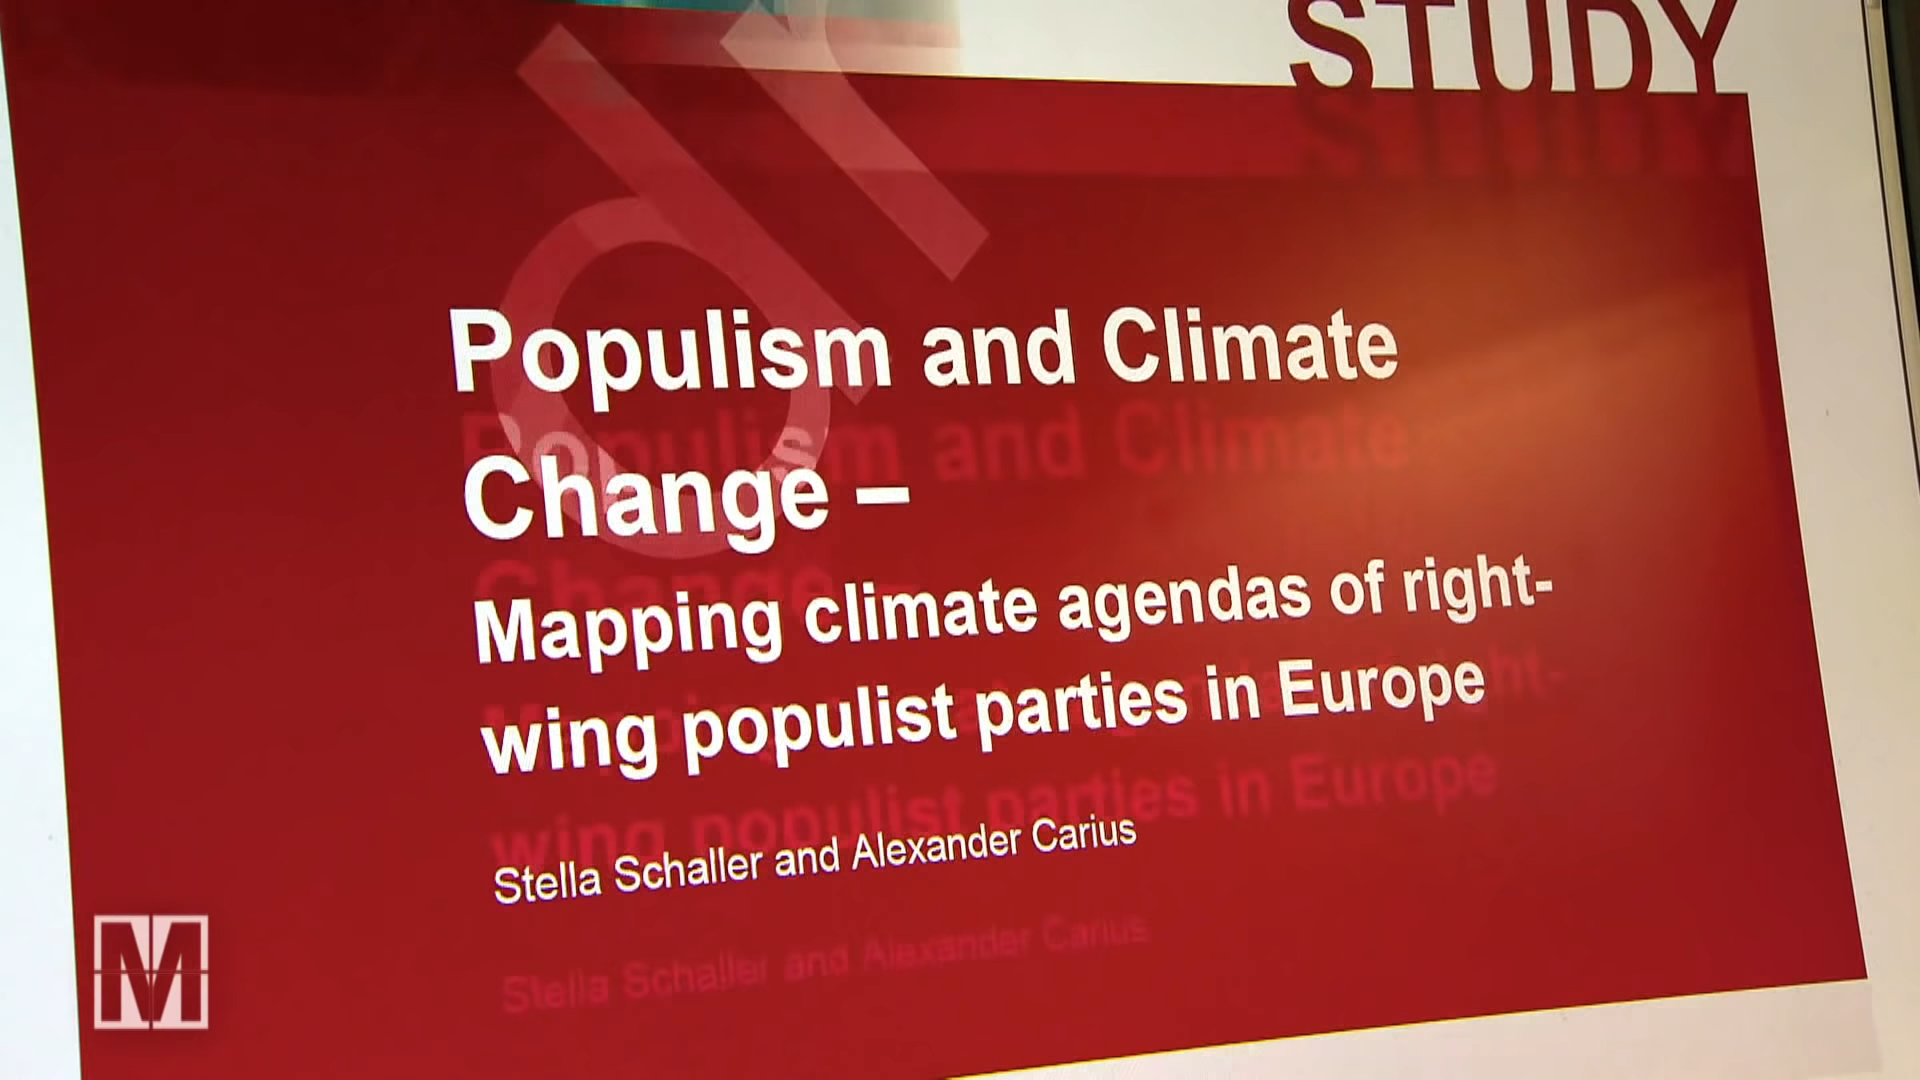 STUDY
Populism and Climate
Change –
Mapping climate agendas of right-
wing populist parties in Europe
Stella Schaller and Alexander Carius
M